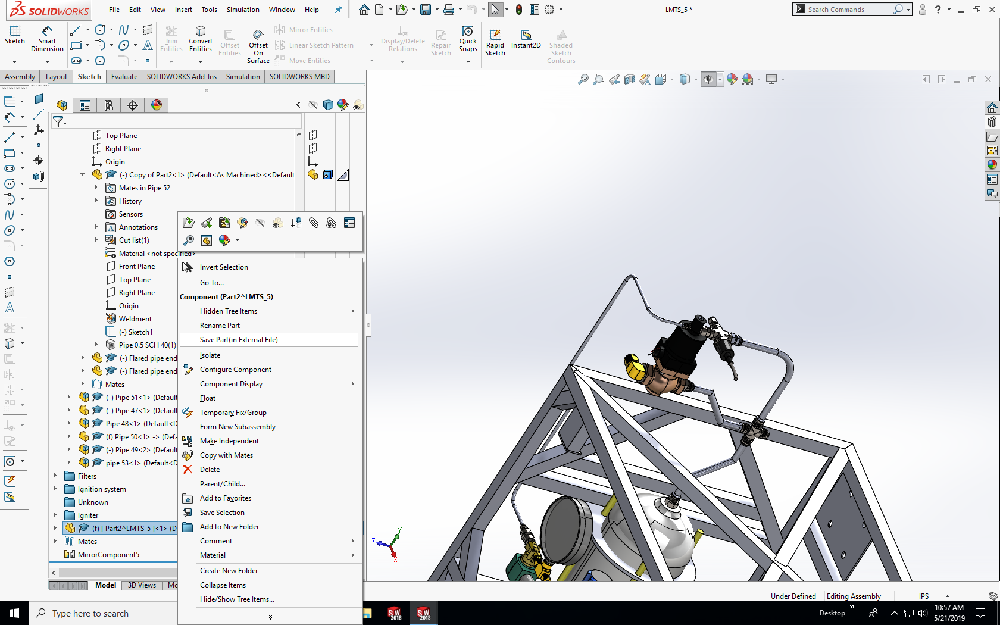 SOLIDWORKS
File Edit View Insert Tools Simulation Window Help
LMTS_5 *
Search Commands
Sketch
Smart Dimension
Trim Entities
Convert Entities
Offset Entities
Offset On Surface
Mirror Entities
Linear Sketch Pattern
Move Entities
Display/Delete Relations
Repair Sketch
Quick Snaps
Rapid Sketch
Instant2D
Shaded Sketch Contours
Assembly Layout Sketch Evaluate SOLIDWORKS Add-Ins Simulation SOLIDWORKS MBD
Top Plane
Right Plane
Origin
(-) Copy of Part2<1> (Default<As Machined><<Default
Mates in Pipe 52
History
Sensors
Annotations
Cut list(1)
Material <not specified>
Front Plane
Top Plane
Right Plane
Origin
Weldment
(-) Sketch1
Pipe 0.5 SCH 40(1)
(-) Flared pipe end
(-) Flared pipe end
Mates
(-) Pipe 51<1> (Default
(-) Pipe 47<1> (Default
Pipe 48<1> (Default<D
(f) Pipe 50<1> -> (Defa
(-) Pipe 49<2> (Default
pipe 53<1> (Default<D
Filters
Ignition system
Unknown
Igniter
(f) [ Part2^LMTS_5 ]<1> (D
Mates
MirrorComponent5
Invert Selection
Go To...
Component (Part2^LMTS_5)
Hidden Tree Items
Rename Part
Save Part(in External File)
Isolate
Configure Component
Component Display
Float
Temporary Fix/Group
Form New Subassembly
Make Independent
Copy with Mates
Delete
Parent/Child...
Add to Favorites
Save Selection
Add to New Folder
Comment
Material
Create New Folder
Collapse Items
Hide/Show Tree Items...
Y
Z
X
Model 3D Views Mo
Under Defined Editing Assembly IPS
Type here to search
SW 2018
SW 2018
Desktop
10:57 AM
5/21/2019